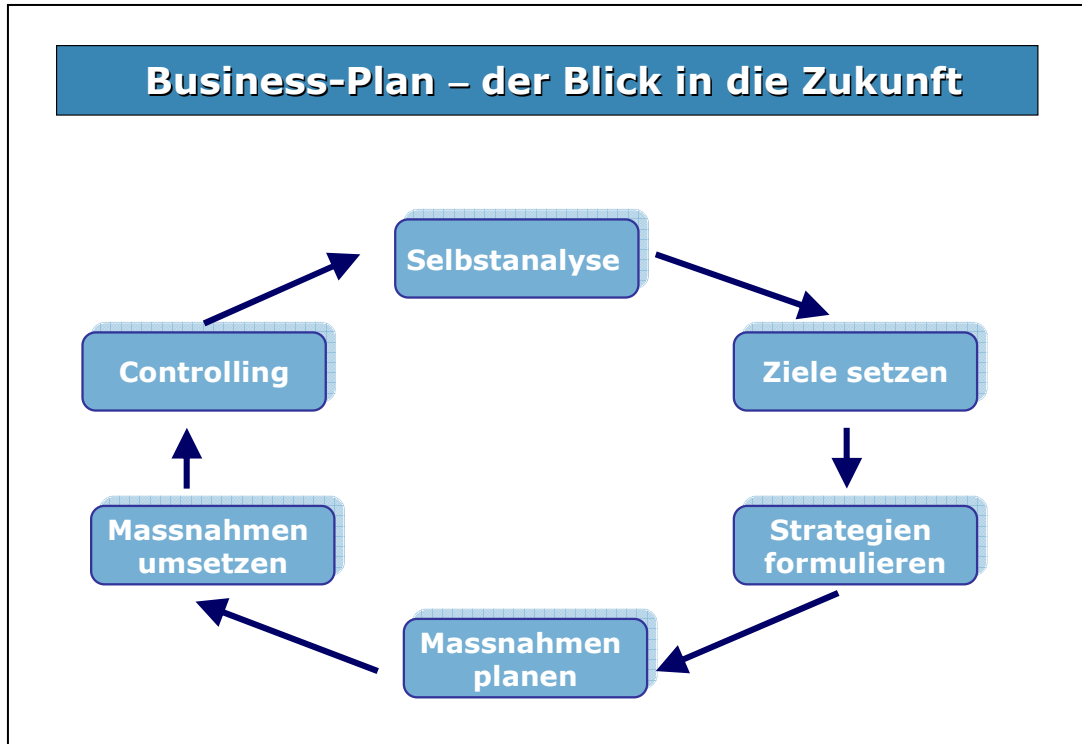 Business-Plan – der Blick in die Zukunft
Selbstanalyse
Ziele setzen
Strategien
formulieren
Massnahmen
planen
Massnahmen
umsetzen
Controlling